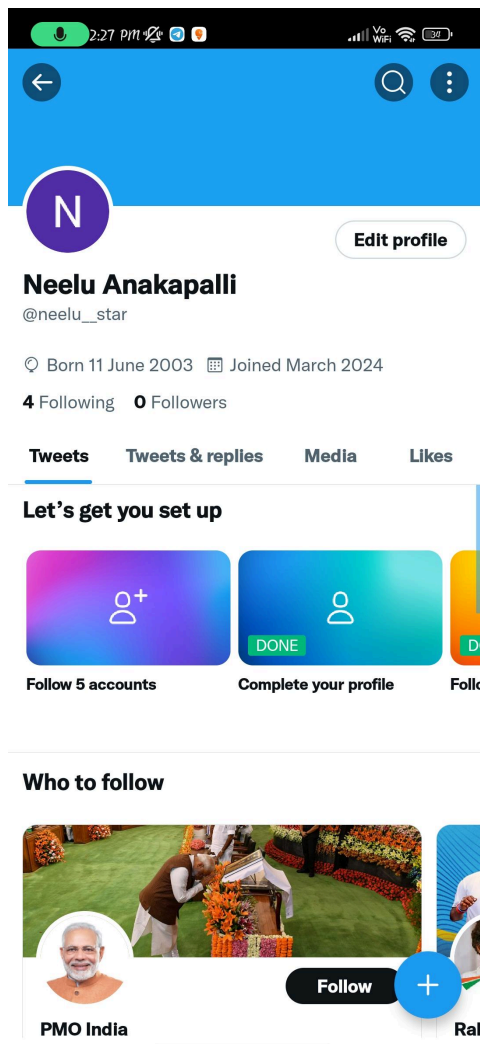 2:27 PM
Vo
WiFi
34
N
Edit profile
Neelu Anakapalli
@neelu__star
Born 11 June 2003 Joined March 2024
4 Following 0 Followers
Tweets Tweets & replies Media Likes
Let's get you set up
DONE
Follow 5 accounts Complete your profile
Who to follow
Follow
PMO India